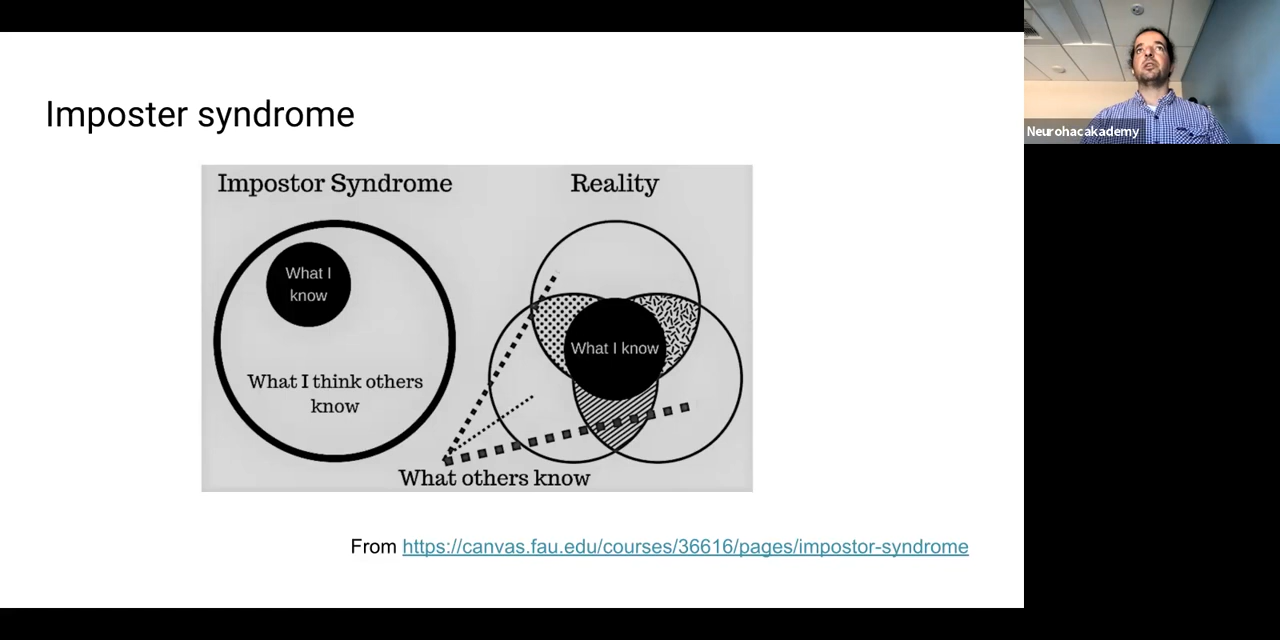 Imposter syndrome
Impostor Syndrome
Reality
What I
know
What I think others
know
What I know
What others know
From https://canvas.fau.edu/courses/36616/pages/impostor-syndrome
Neurohacakademy